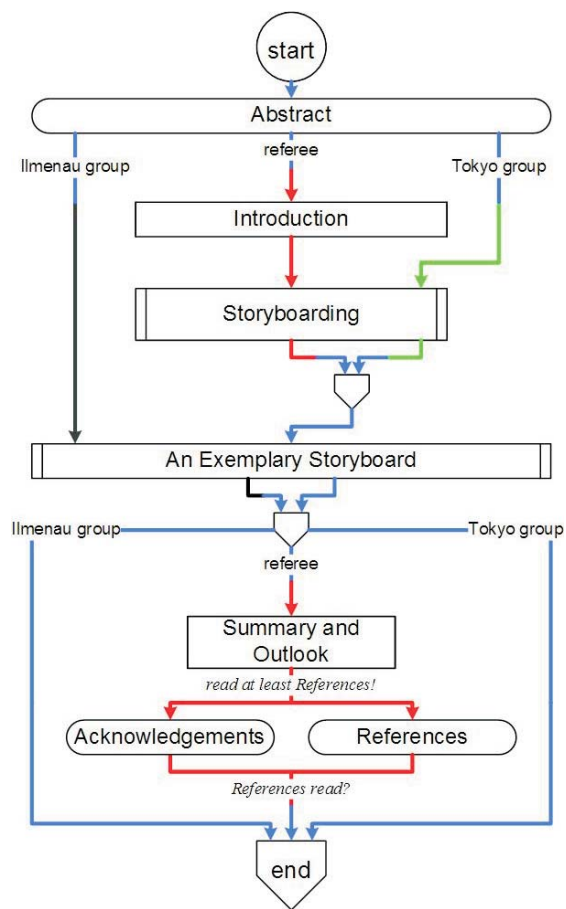 start
Abstract
Ilmenau group
referee
Tokyo group
Introduction
Storyboarding
An Exemplary Storyboard
Ilmenau group
Tokyo group
referee
Summary and
Outlook
read at least References!
Acknowledgements
References
References read?
end